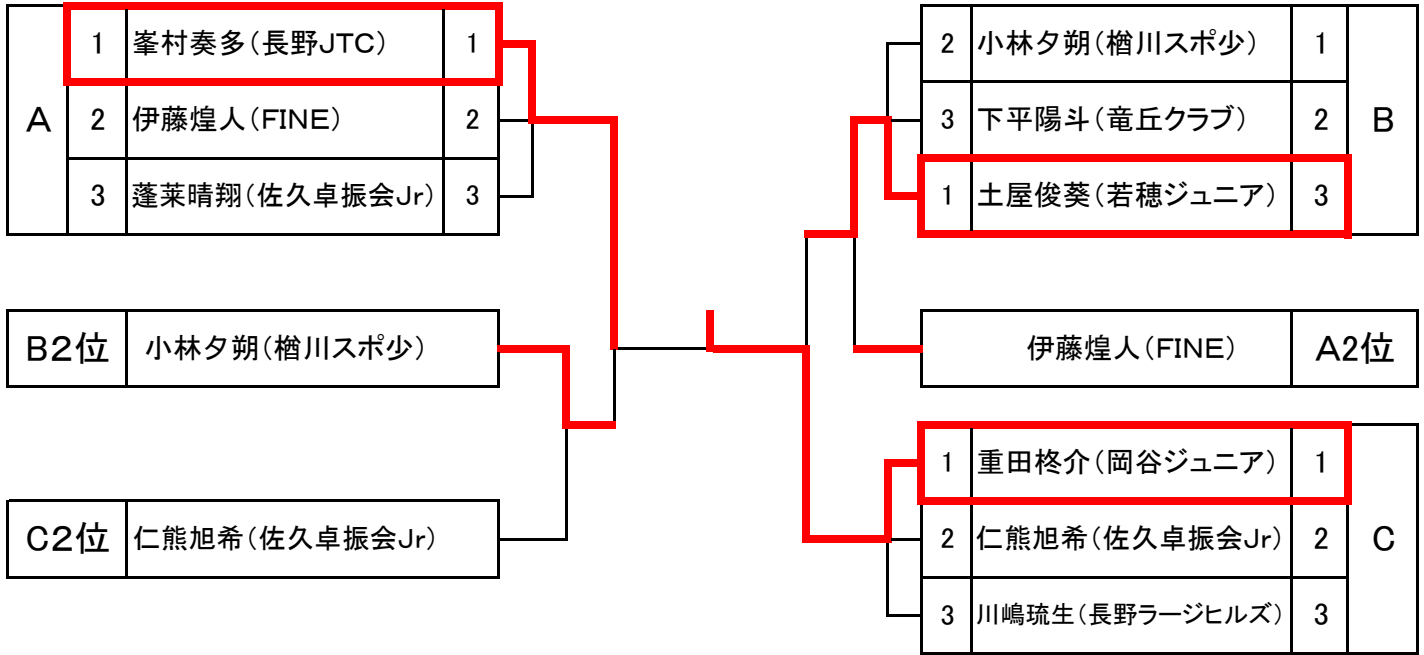 A
1 峯村奏多(長野JTC) 1
2 伊藤煌人(FINE) 2
3 蓬莱晴翔(佐久卓振会Jr) 3
B2位 小林夕朔(楢川スポ少)
C2位 仁熊旭希(佐久卓振会Jr)
2 小林夕朔(楢川スポ少) 1
3 下平陽斗(竜丘クラブ) 2
1 土屋俊葵(若穂ジュニア) 3
B
伊藤煌人(FINE) A2位
1 重田柊介(岡谷ジュニア) 1
2 仁熊旭希(佐久卓振会Jr) 2
3 川嶋琉生(長野ラージヒルズ) 3
C